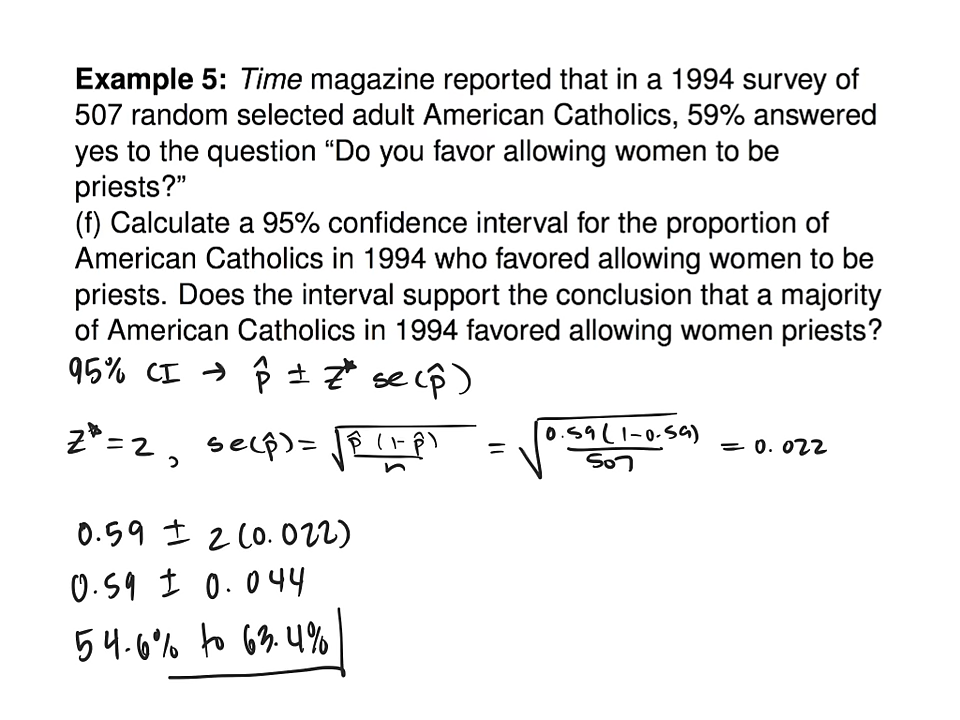 Example 5: Time magazine reported that in a 1994 survey of
507 random selected adult American Catholics, 59% answered
yes to the question “Do you favor allowing women to be
priests?”
(f) Calculate a 95% confidence interval for the proportion of
American Catholics in 1994 who favored allowing women to be
priests. Does the interval support the conclusion that a majority
of American Catholics in 1994 favored allowing women priests?
95% CI → p̂ ± z* se(p̂)
z* = 2, se(p̂) = √(p̂(1-p̂)/n) = √(0.59(1-0.59)/507) = 0.022
0.59 ± 2(0.022)
0.59 ± 0.044
54.6% to 63.4%